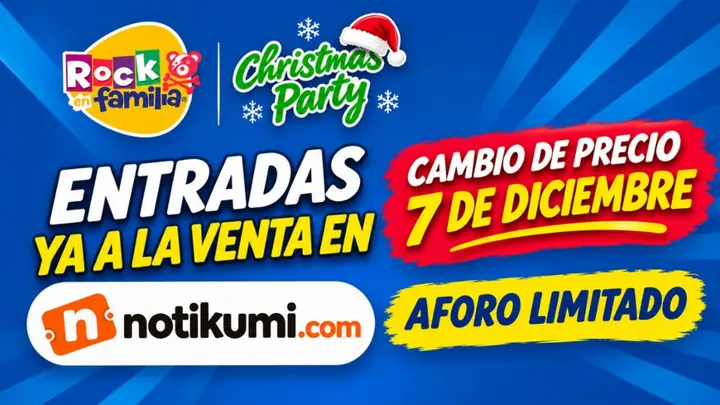 Rock
en familia®
Christmas
Party
ENTRADAS
YA A LA VENTA EN
n notikumi.com
CAMBIO DE PRECIO
7 DE DICIEMBRE
AFORO LIMITADO